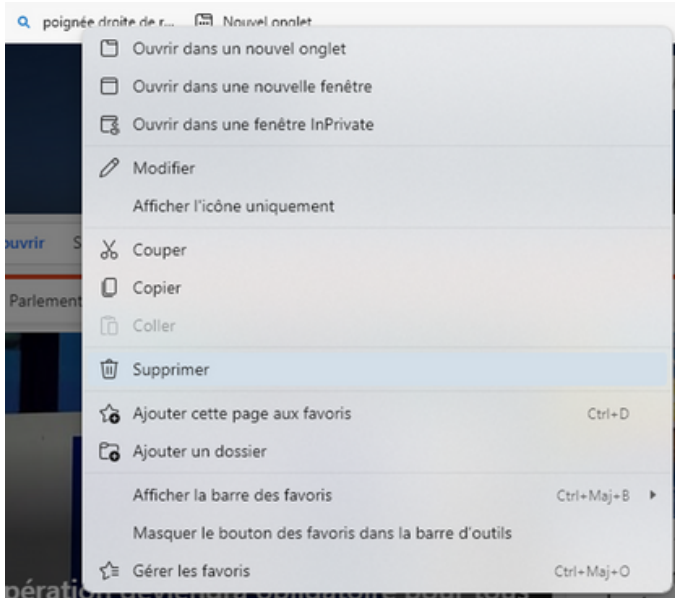 poignée droite de r... Nouvel onglet
Ouvrir dans un nouvel onglet
Ouvrir dans une nouvelle fenêtre
Ouvrir dans une fenêtre InPrivate
Modifier
Afficher l'icône uniquement
ouvrir S
Couper
Copier
Parlement
Coller
Supprimer
Ajouter cette page aux favoris Ctrl+D
Ajouter un dossier
Afficher la barre des favoris Ctrl+Maj+B
Masquer le bouton des favoris dans la barre d'outils
Gérer les favoris Ctrl+Maj+O